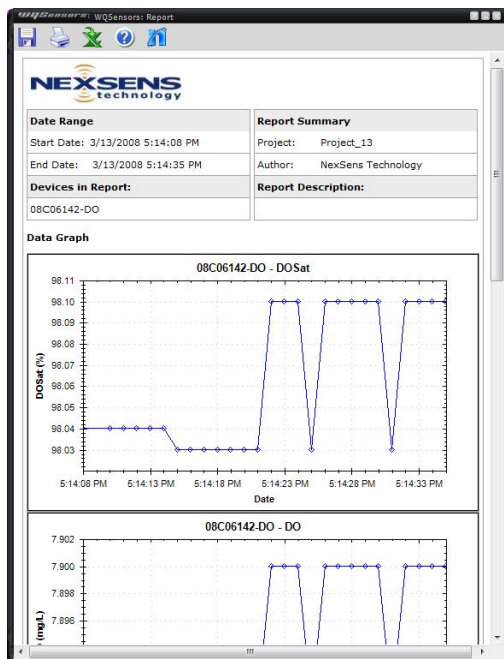 WQSensors: WQSensors: Report
NEXSENS
technology
Date Range
Report Summary
Start Date: 3/13/2008 5:14:08 PM
Project: Project_13
End Date: 3/13/2008 5:14:35 PM
Author: NexSens Technology
Devices in Report:
Report Description:
08C06142-DO
Data Graph
08C06142-DO - DOSat
98.11
98.10
98.09
98.08
98.07
98.06
98.05
98.04
98.03
DOSat (%)
5:14:08 PM 5:14:13 PM 5:14:18 PM 5:14:23 PM 5:14:28 PM 5:14:33 PM
Date
08C06142-DO - DO
7.902
7.900
7.898
7.896
(mg/L)